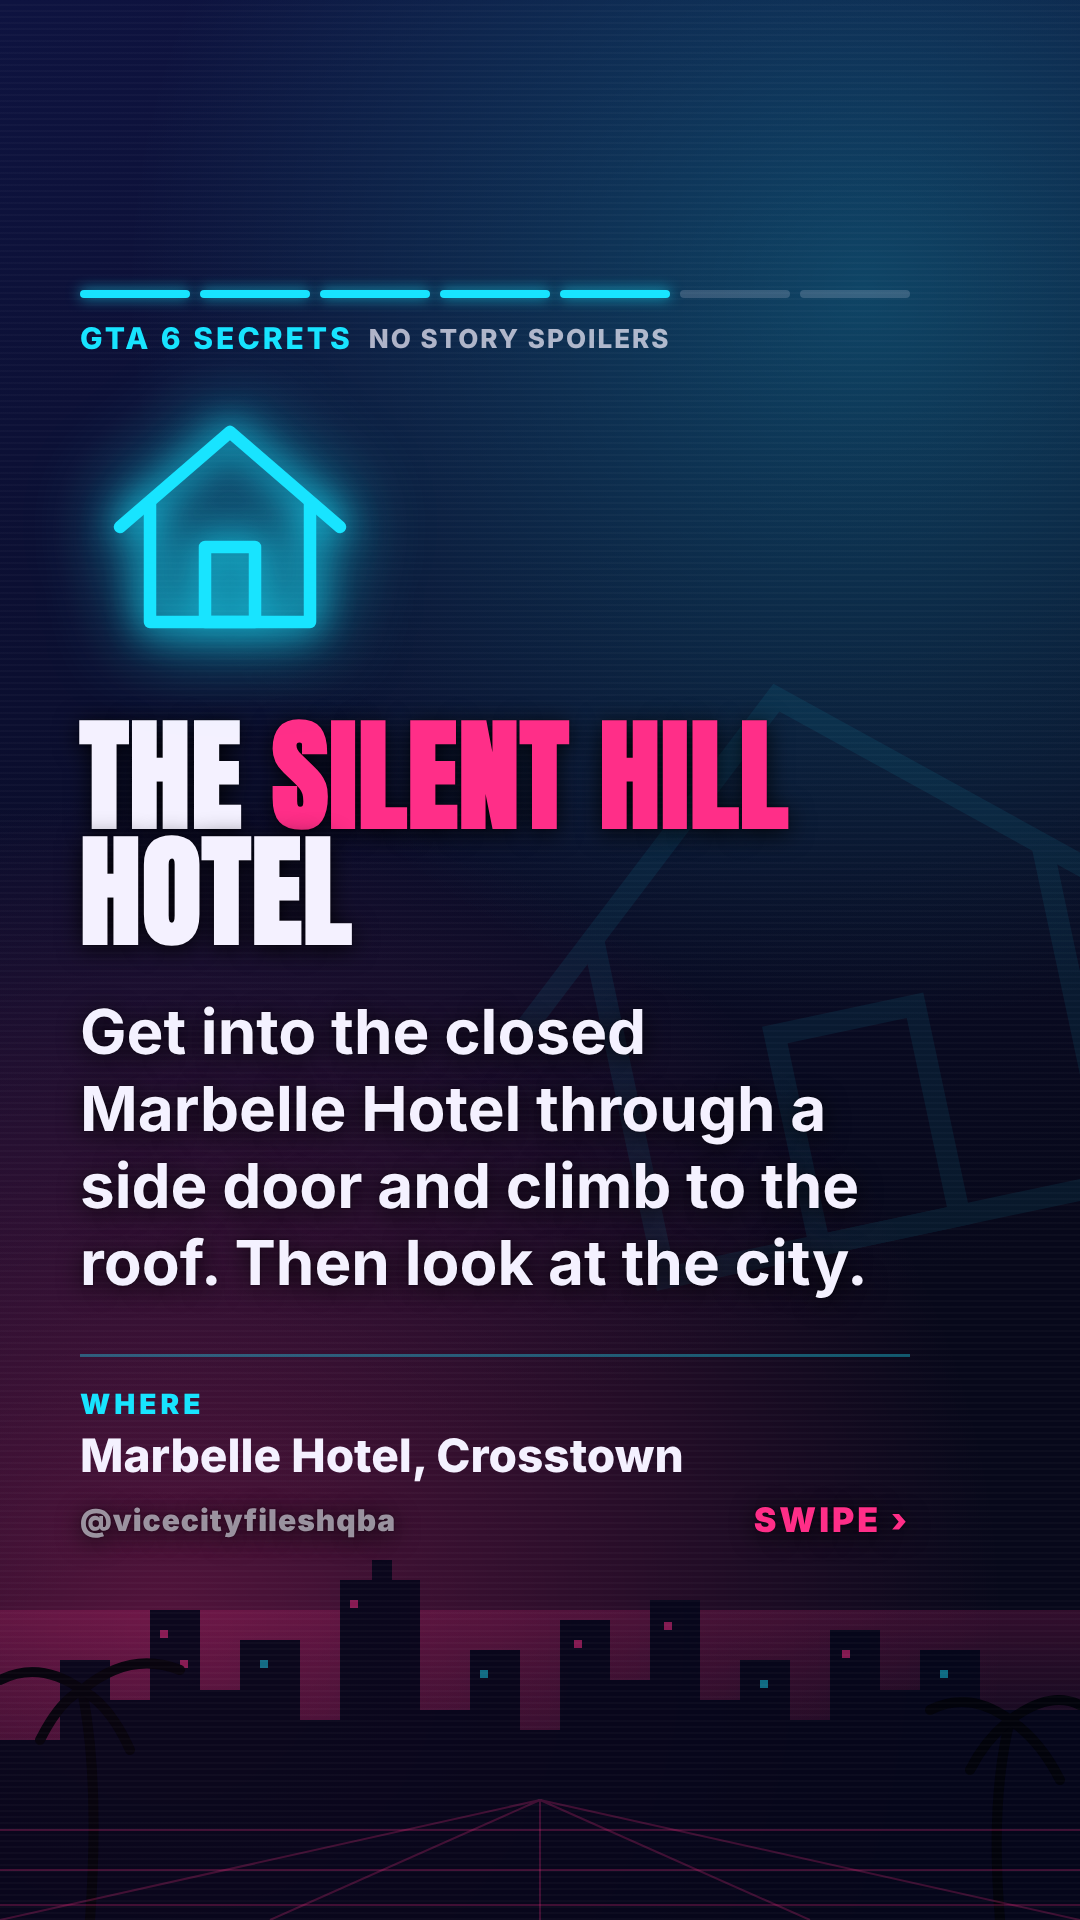 GTA 6 SECRETS NO STORY SPOILERS
THE SILENT HILL
HOTEL
Get into the closed
Marbelle Hotel through a
side door and climb to the
roof. Then look at the city.
WHERE
Marbelle Hotel, Crosstown
@vicecityfileshqba SWIPE ›